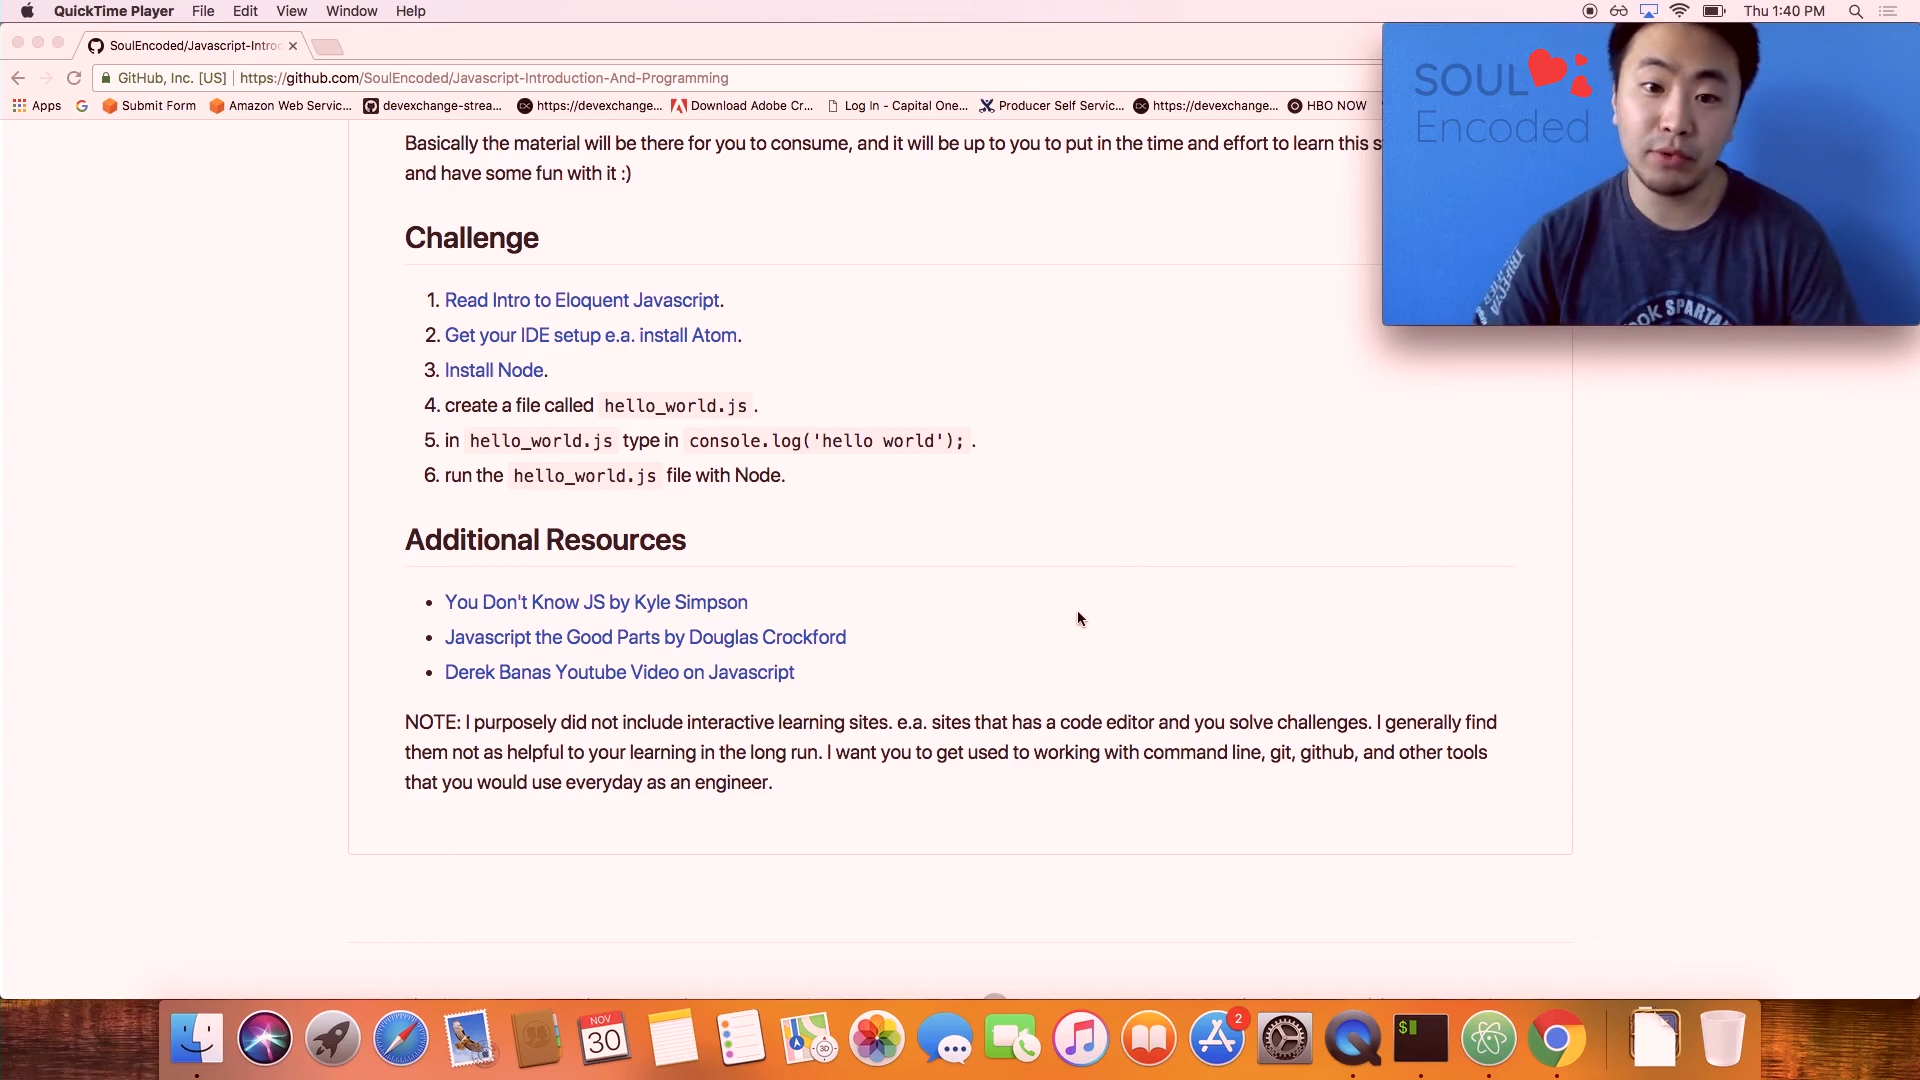 QuickTime Player File Edit View Window Help Thu 1:40 PM
SoulEncoded/Javascript-Introd
GitHub, Inc. [US] https://github.com/SoulEncoded/Javascript-Introduction-And-Programming
Apps Submit Form Amazon Web Servic... devexchange-strea... https://devexchange... Download Adobe Cr... Log In - Capital One... Producer Self Servic... https://devexchange... HBO NOW
SOUL
Encoded
Basically the material will be there for you to consume, and it will be up to you to put in the time and effort to learn this s
and have some fun with it :)
Challenge
1. Read Intro to Eloquent Javascript.
2. Get your IDE setup e.a. install Atom.
3. Install Node.
4. create a file called hello_world.js .
5. in hello_world.js type in console.log('hello world'); .
6. run the hello_world.js file with Node.
Additional Resources
• You Don't Know JS by Kyle Simpson
• Javascript the Good Parts by Douglas Crockford
• Derek Banas Youtube Video on Javascript
NOTE: I purposely did not include interactive learning sites. e.a. sites that has a code editor and you solve challenges. I generally find
them not as helpful to your learning in the long run. I want you to get used to working with command line, git, github, and other tools
that you would use everyday as an engineer.
NOV
30
2
$